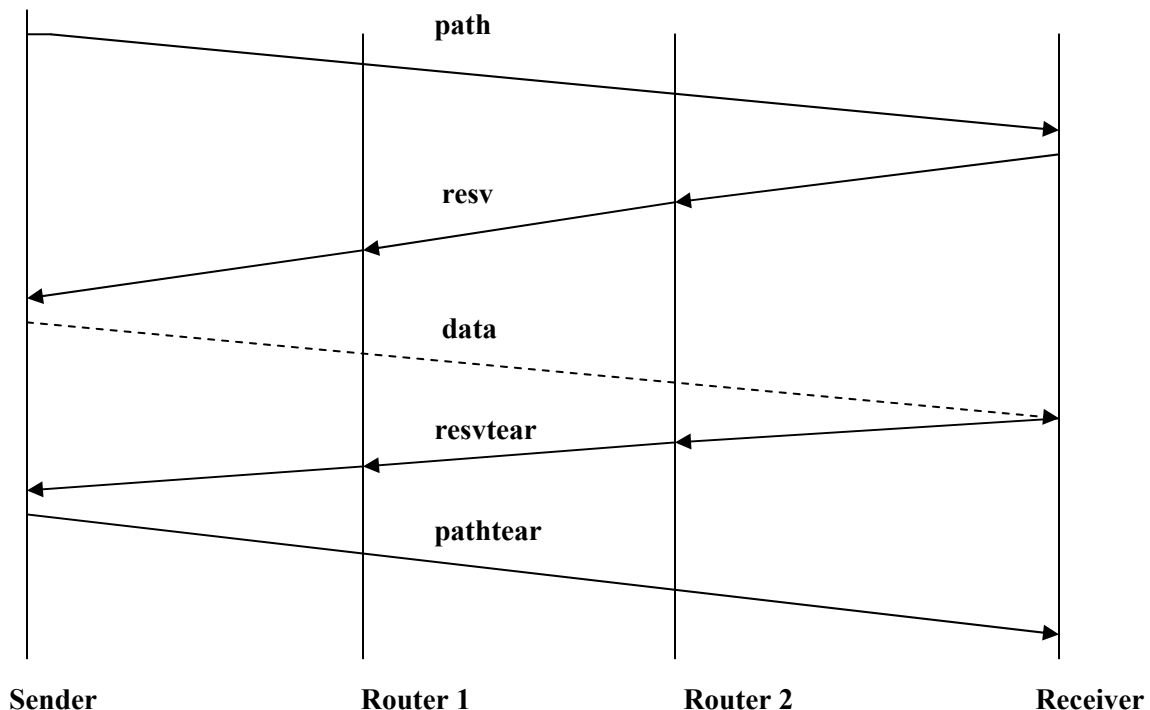 path
resv
data
resvtear
pathtear
Sender Router 1 Router 2 Receiver